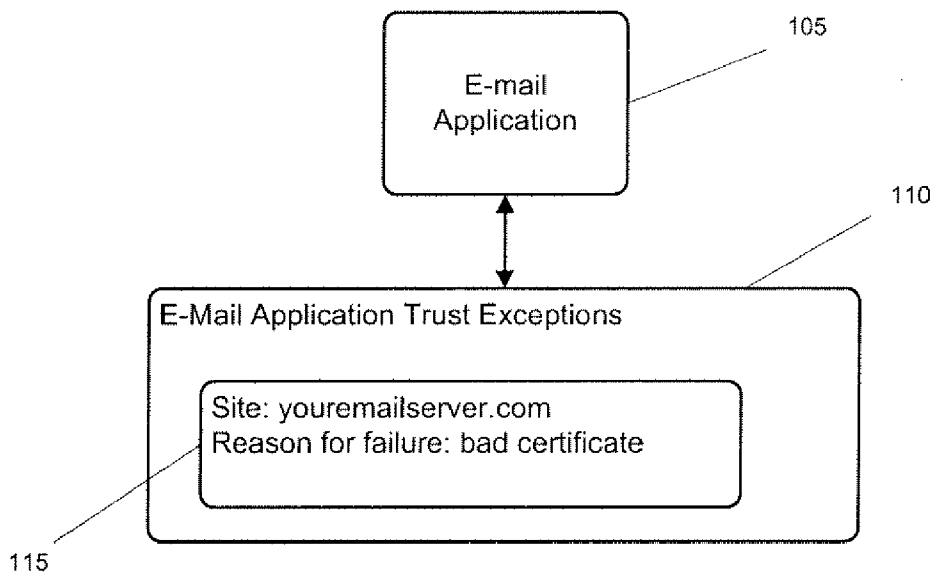 105
E-mail
Application
110
E-Mail Application Trust Exceptions
Site: youremailserver.com
Reason for failure: bad certificate
115